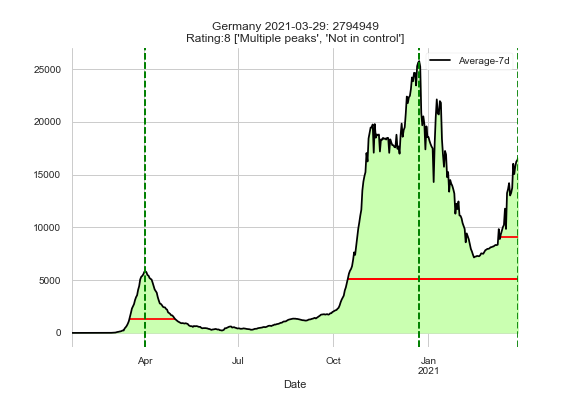 Germany 2021-03-29: 2794949
Rating:8 ['Multiple peaks', 'Not in control']
Average-7d
25000
20000
15000
10000
5000
0
Apr
Jul
Oct
Jan
2021
Date